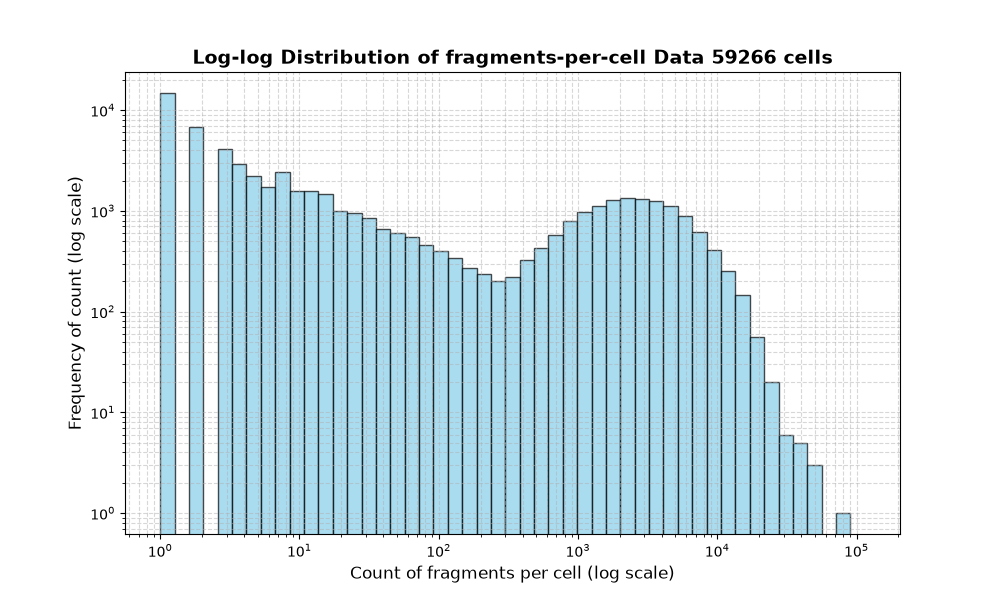 Log-log Distribution of fragments-per-cell Data 59266 cells
Frequency of count (log scale)
10⁴
10³
10²
10¹
10⁰
10⁰ 10¹ 10² 10³ 10⁴ 10⁵
Count of fragments per cell (log scale)